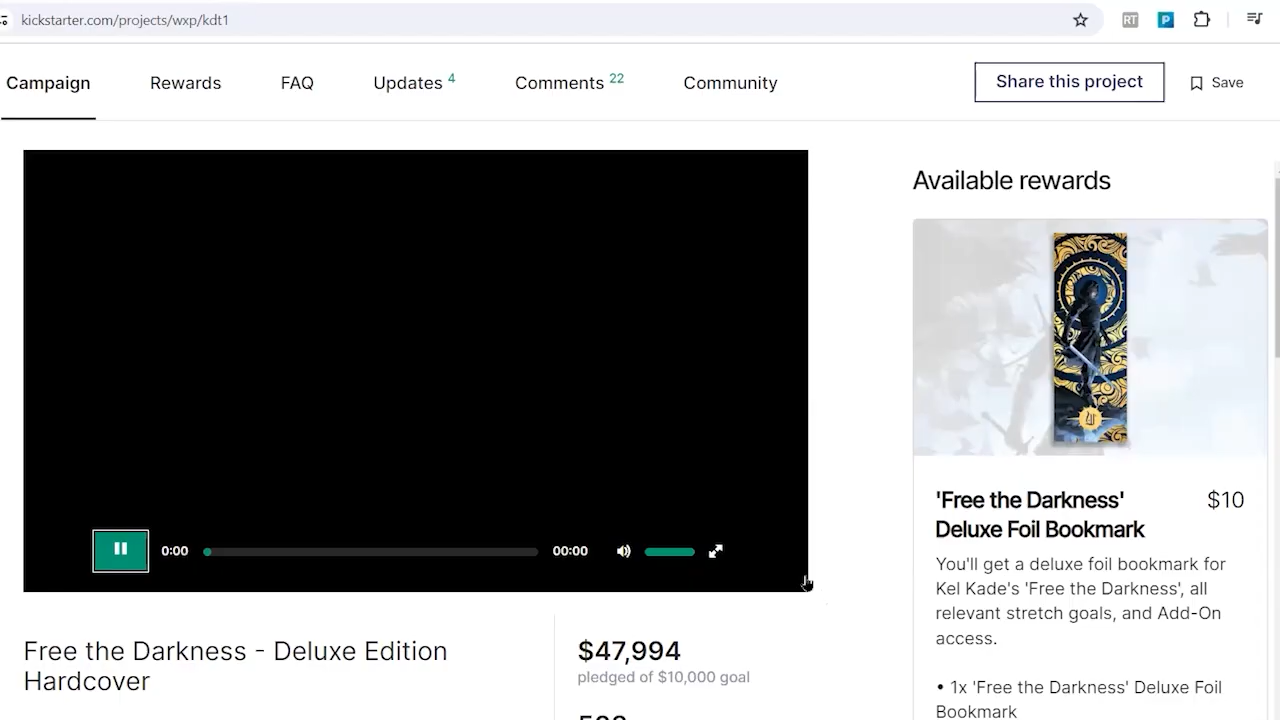 kickstarter.com/projects/wxp/kdt1
RT
P
Campaign
Rewards
FAQ
Updates 4
Comments 22
Community
Share this project
Save
Available rewards
0:00
00:00
'Free the Darkness'
Deluxe Foil Bookmark
$10
You'll get a deluxe foil bookmark for
Kel Kade's 'Free the Darkness', all
relevant stretch goals, and Add-On
access.
• 1x 'Free the Darkness' Deluxe Foil
Bookmark
Free the Darkness - Deluxe Edition
Hardcover
$47,994
pledged of $10,000 goal